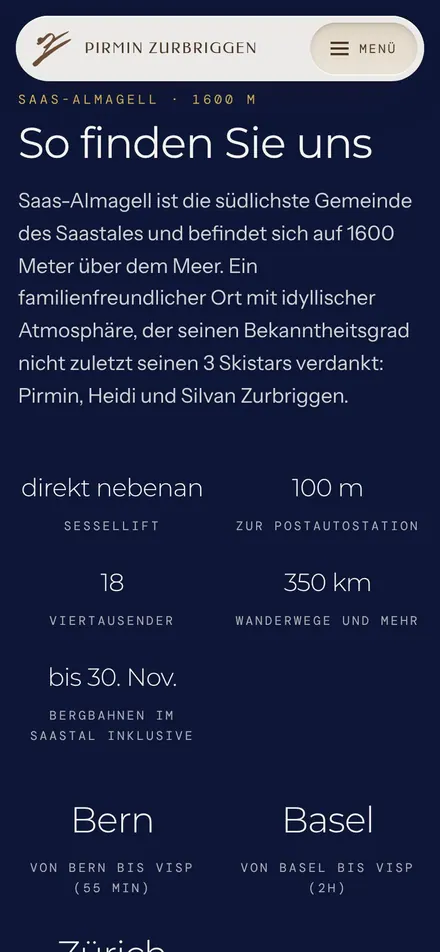 PIRMIN ZURBRIGGEN
MENÜ
SAAS-ALMAGELL · 1600 M
So finden Sie uns
Saas-Almagell ist die südlichste Gemeinde
des Saastales und befindet sich auf 1600
Meter über dem Meer. Ein
familienfreundlicher Ort mit idyllischer
Atmosphäre, der seinen Bekanntheitsgrad
nicht zuletzt seinen 3 Skistars verdankt:
Pirmin, Heidi und Silvan Zurbriggen.
direkt nebenan
SESSELLIFT
100 m
ZUR POSTAUTOSTATION
18
VIERTAUSENDER
350 km
WANDERWEGE UND MEHR
bis 30. Nov.
BERGBAHNEN IM
SAASTAL INKLUSIVE
Bern
VON BERN BIS VISP
(55 MIN)
Basel
VON BASEL BIS VISP
(2H)
Zürich